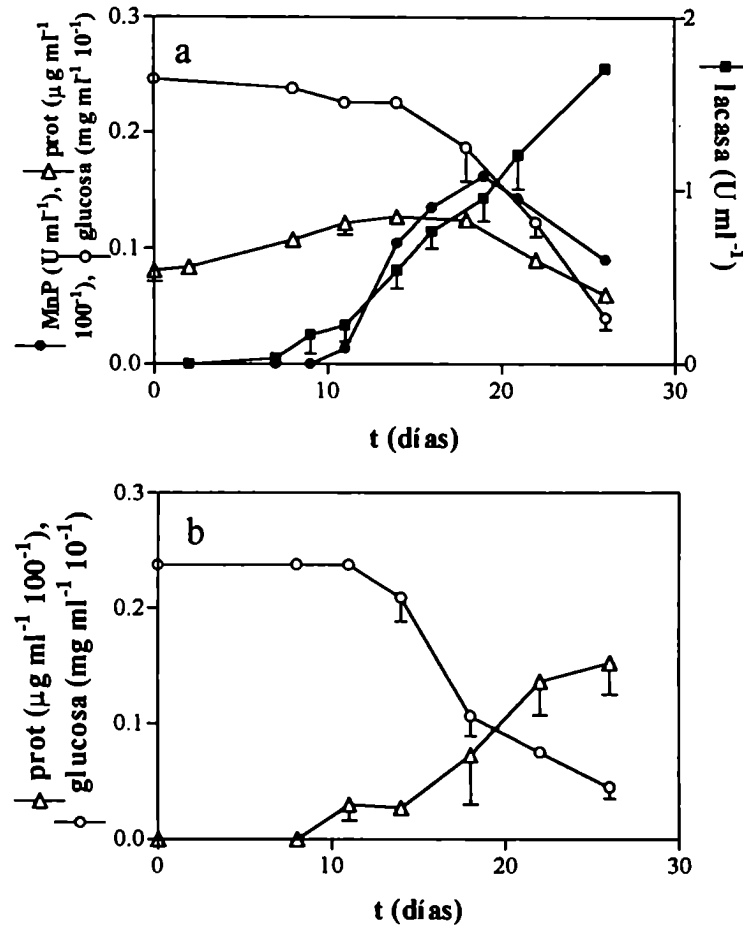 a
MnP (U ml⁻¹), prot (μg ml⁻¹
100⁻¹), glucosa (mg ml⁻¹ 10⁻¹)
0.3
0.2
0.1
0.0
2
1
0
lacasa (U ml⁻¹)
0 10 20 30
t (días)
b
prot (μg ml⁻¹ 100⁻¹),
glucosa (mg ml⁻¹ 10⁻¹)
0.3
0.2
0.1
0.0
0 10 20 30
t (días)